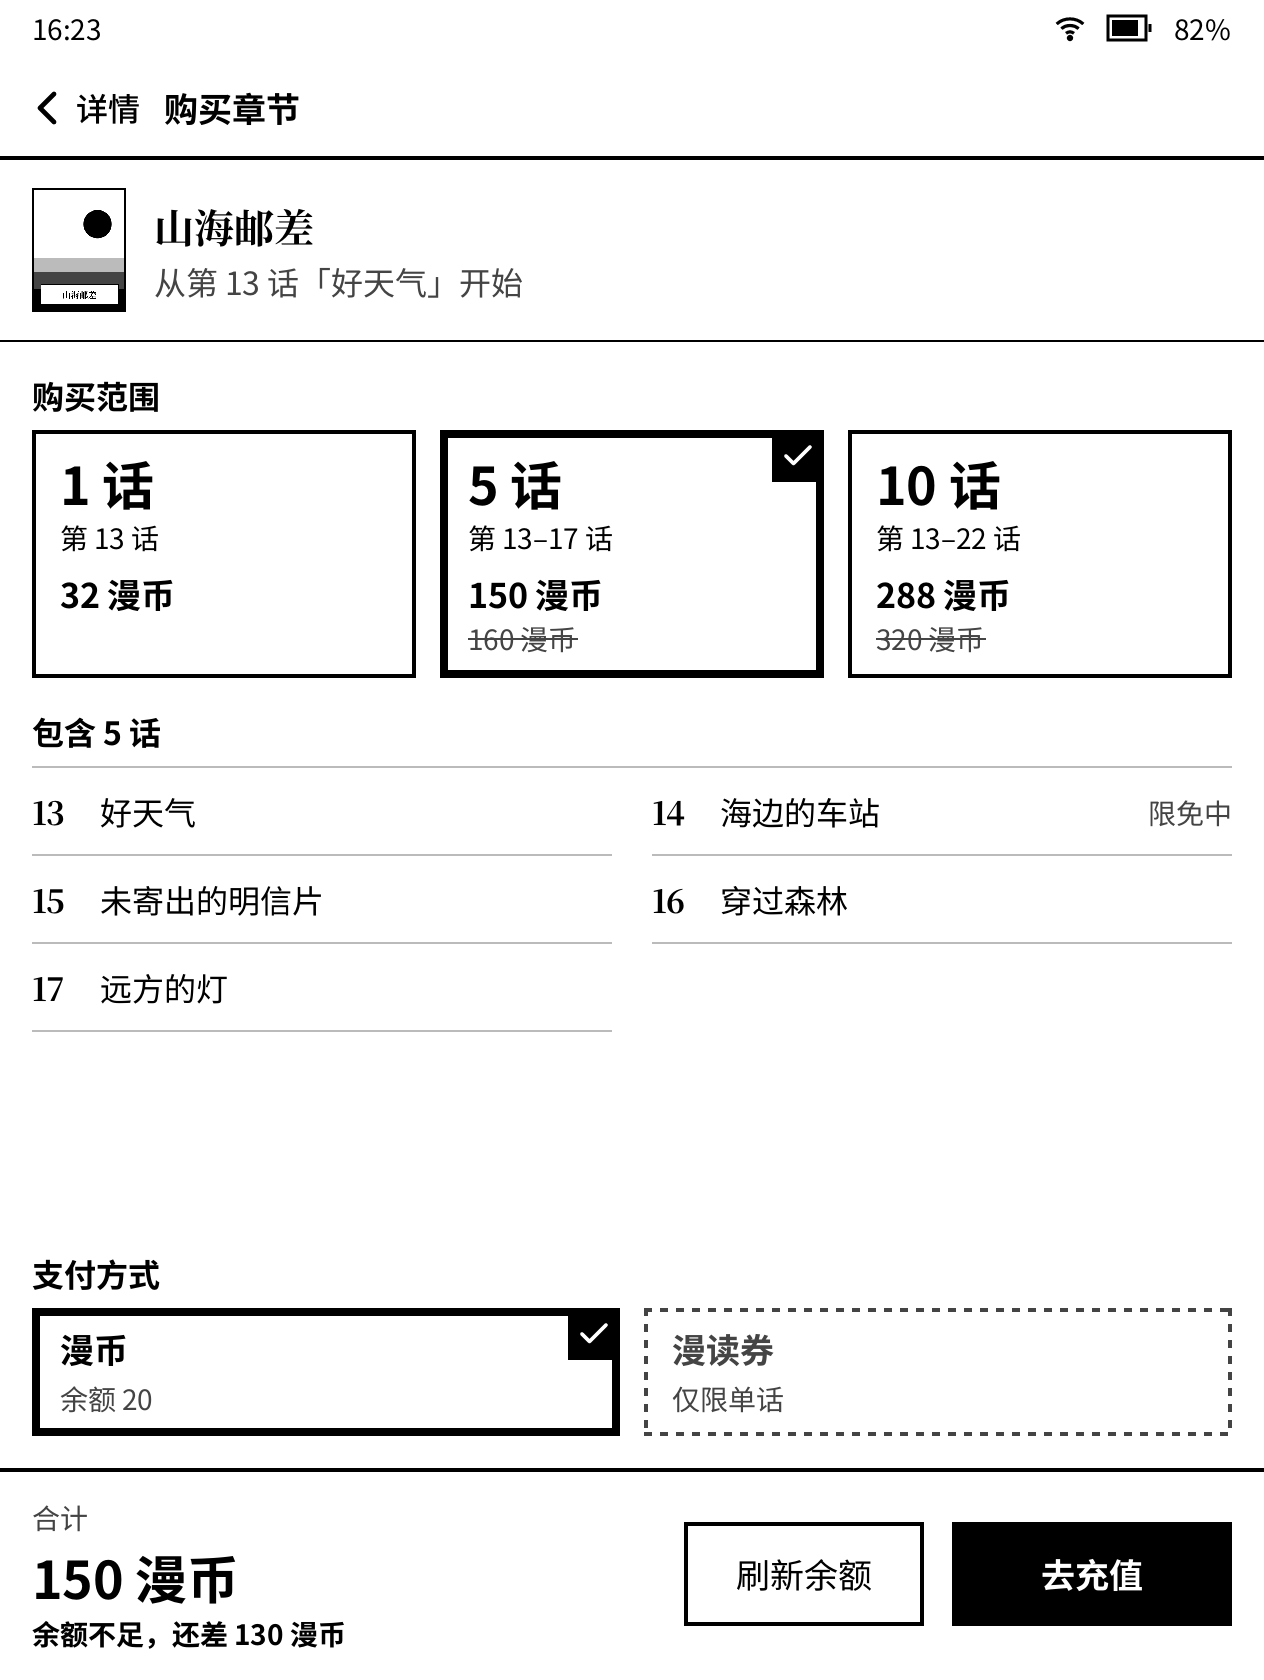 16:23
82%
详情 购买章节
山海邮差
山海邮差
从第 13 话「好天气」开始
购买范围
1 话
第 13 话
32 漫币
5 话
第 13–17 话
150 漫币
160 漫币
10 话
第 13–22 话
288 漫币
320 漫币
包含 5 话
13 好天气
14 海边的车站 限免中
15 未寄出的明信片
16 穿过森林
17 远方的灯
支付方式
漫币
余额 20
漫读券
仅限单话
合计
150 漫币
余额不足，还差 130 漫币
刷新余额
去充值